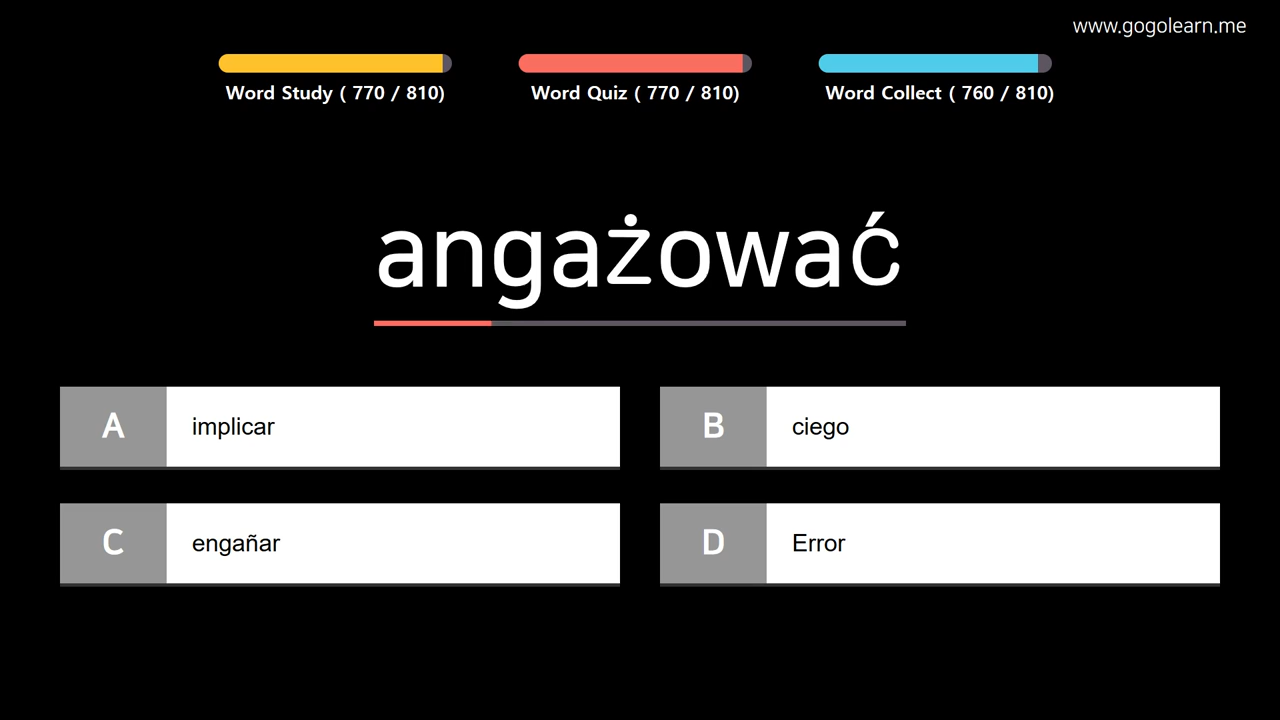 www.gogolearn.me
Word Study ( 770 / 810)
Word Quiz ( 770 / 810)
Word Collect ( 760 / 810)
angażować
A implicar
B ciego
C engañar
D Error